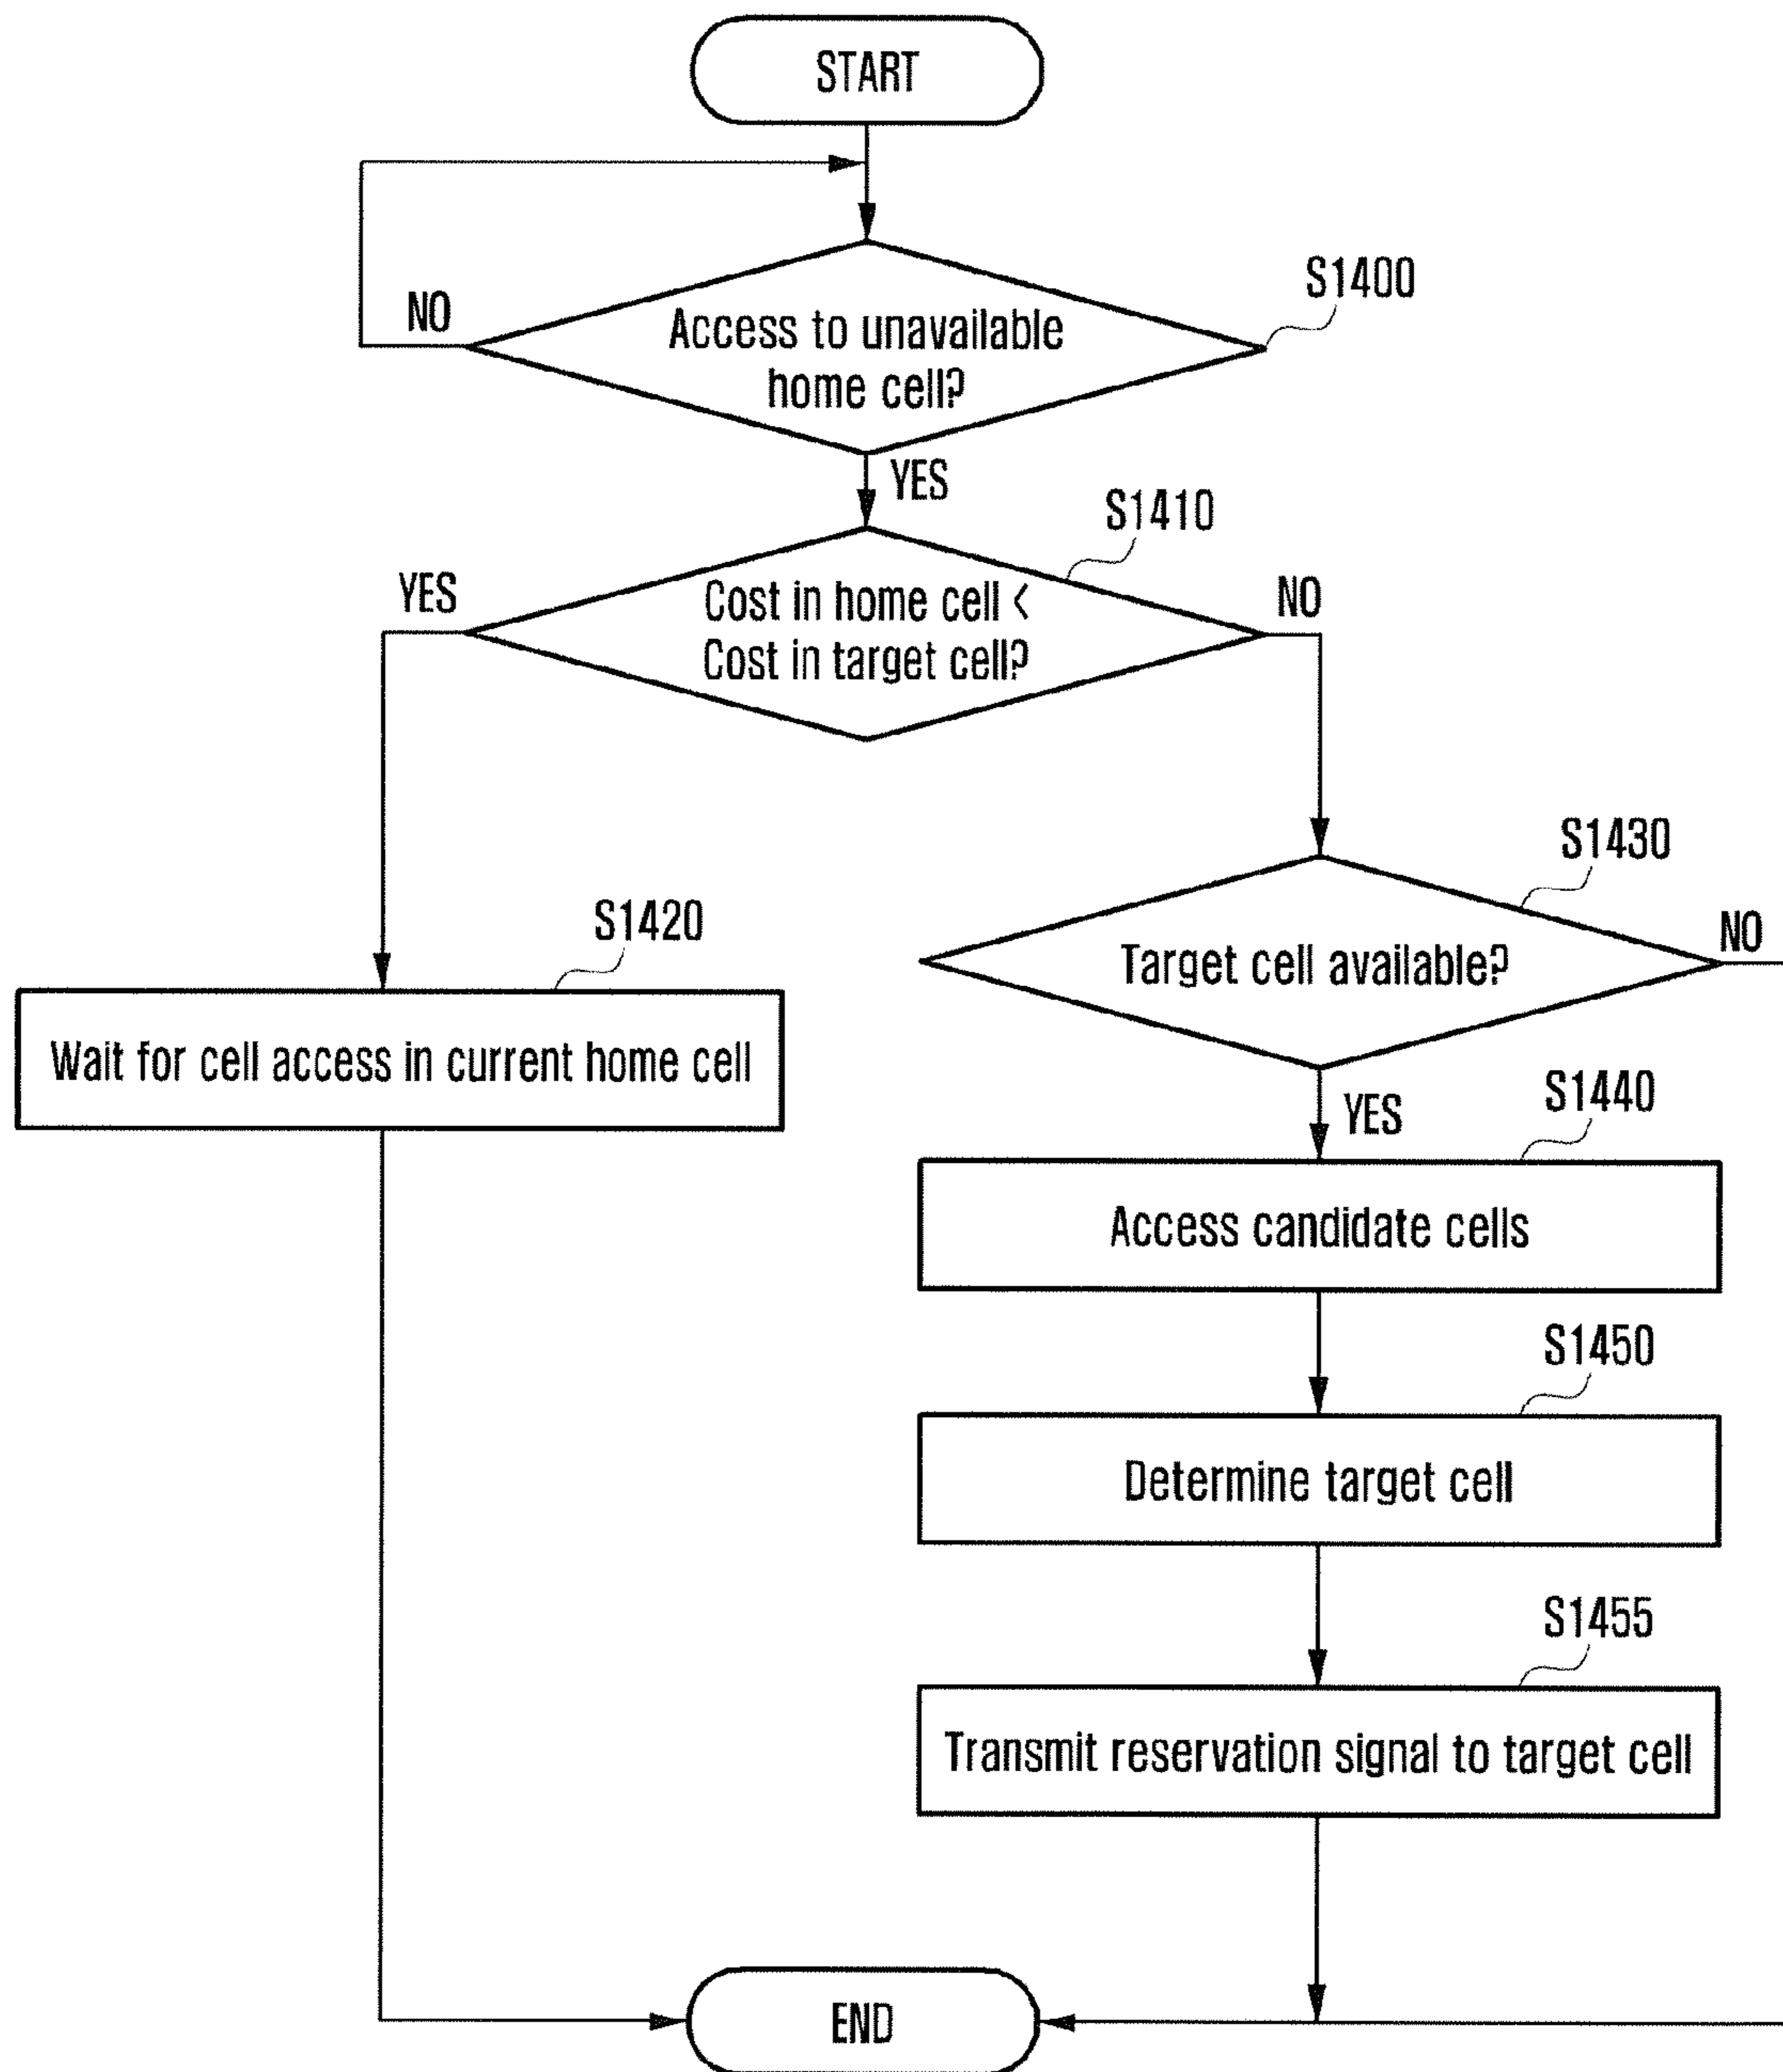 START
S1400
NO
Access to unavailable
home cell?
YES
S1410
YES
NO
Cost in home cell <
Cost in target cell?
S1430
S1420
NO
Target cell available?
Wait for cell access in current home cell
S1440
YES
Access candidate cells
S1450
Determine target cell
S1455
Transmit reservation signal to target cell
END